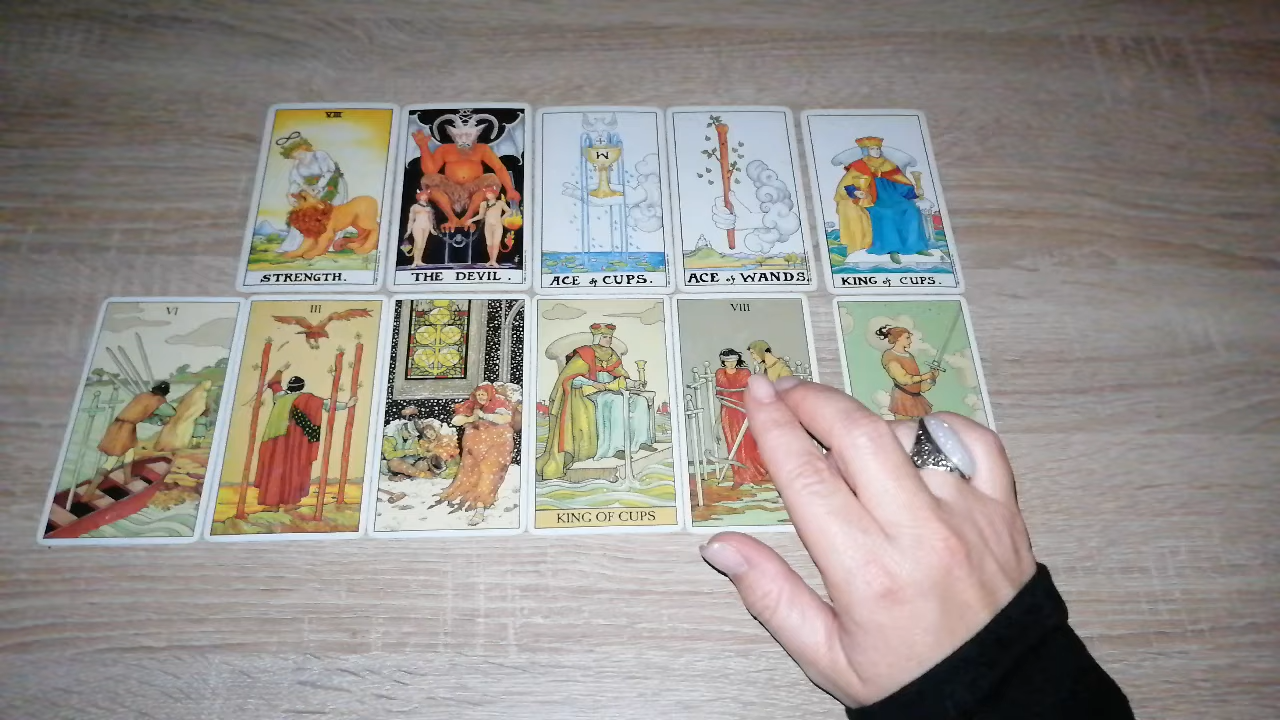 VIII
STRENGTH.
THE DEVIL.
ACE of CUPS.
ACE of WANDS.
KING of CUPS.
VI
III
KING OF CUPS
VIII